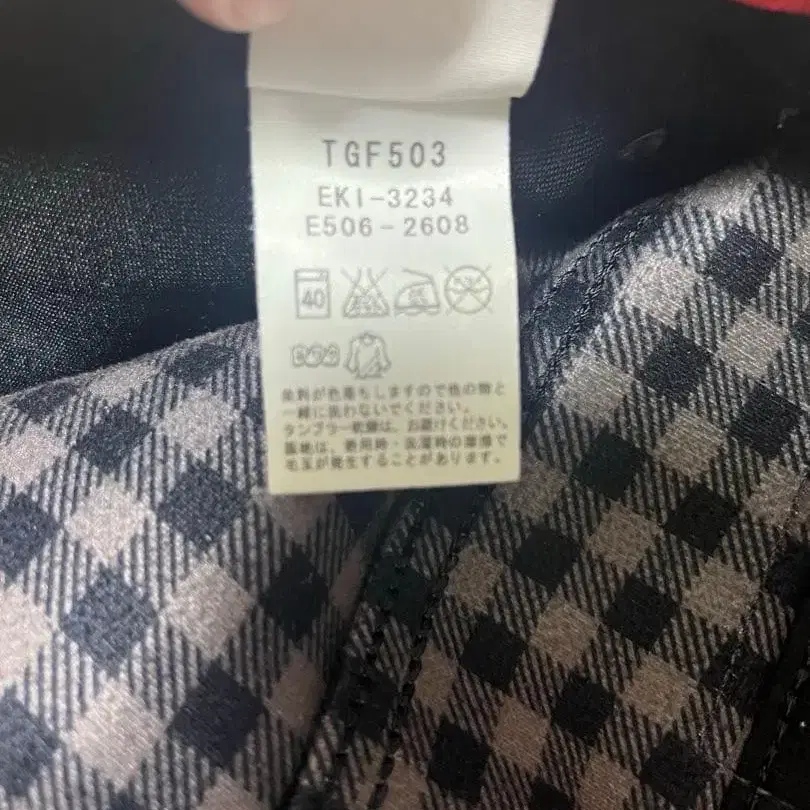 TGF503
EKI-3234
E506-2608
40
染料が色落ちしますので色の物と
一緒に洗わないでください。
タンブラー乾燥は、お避けください。
裏地は、着用時・洗濯時の摩擦で
毛玉が発生することがあります。